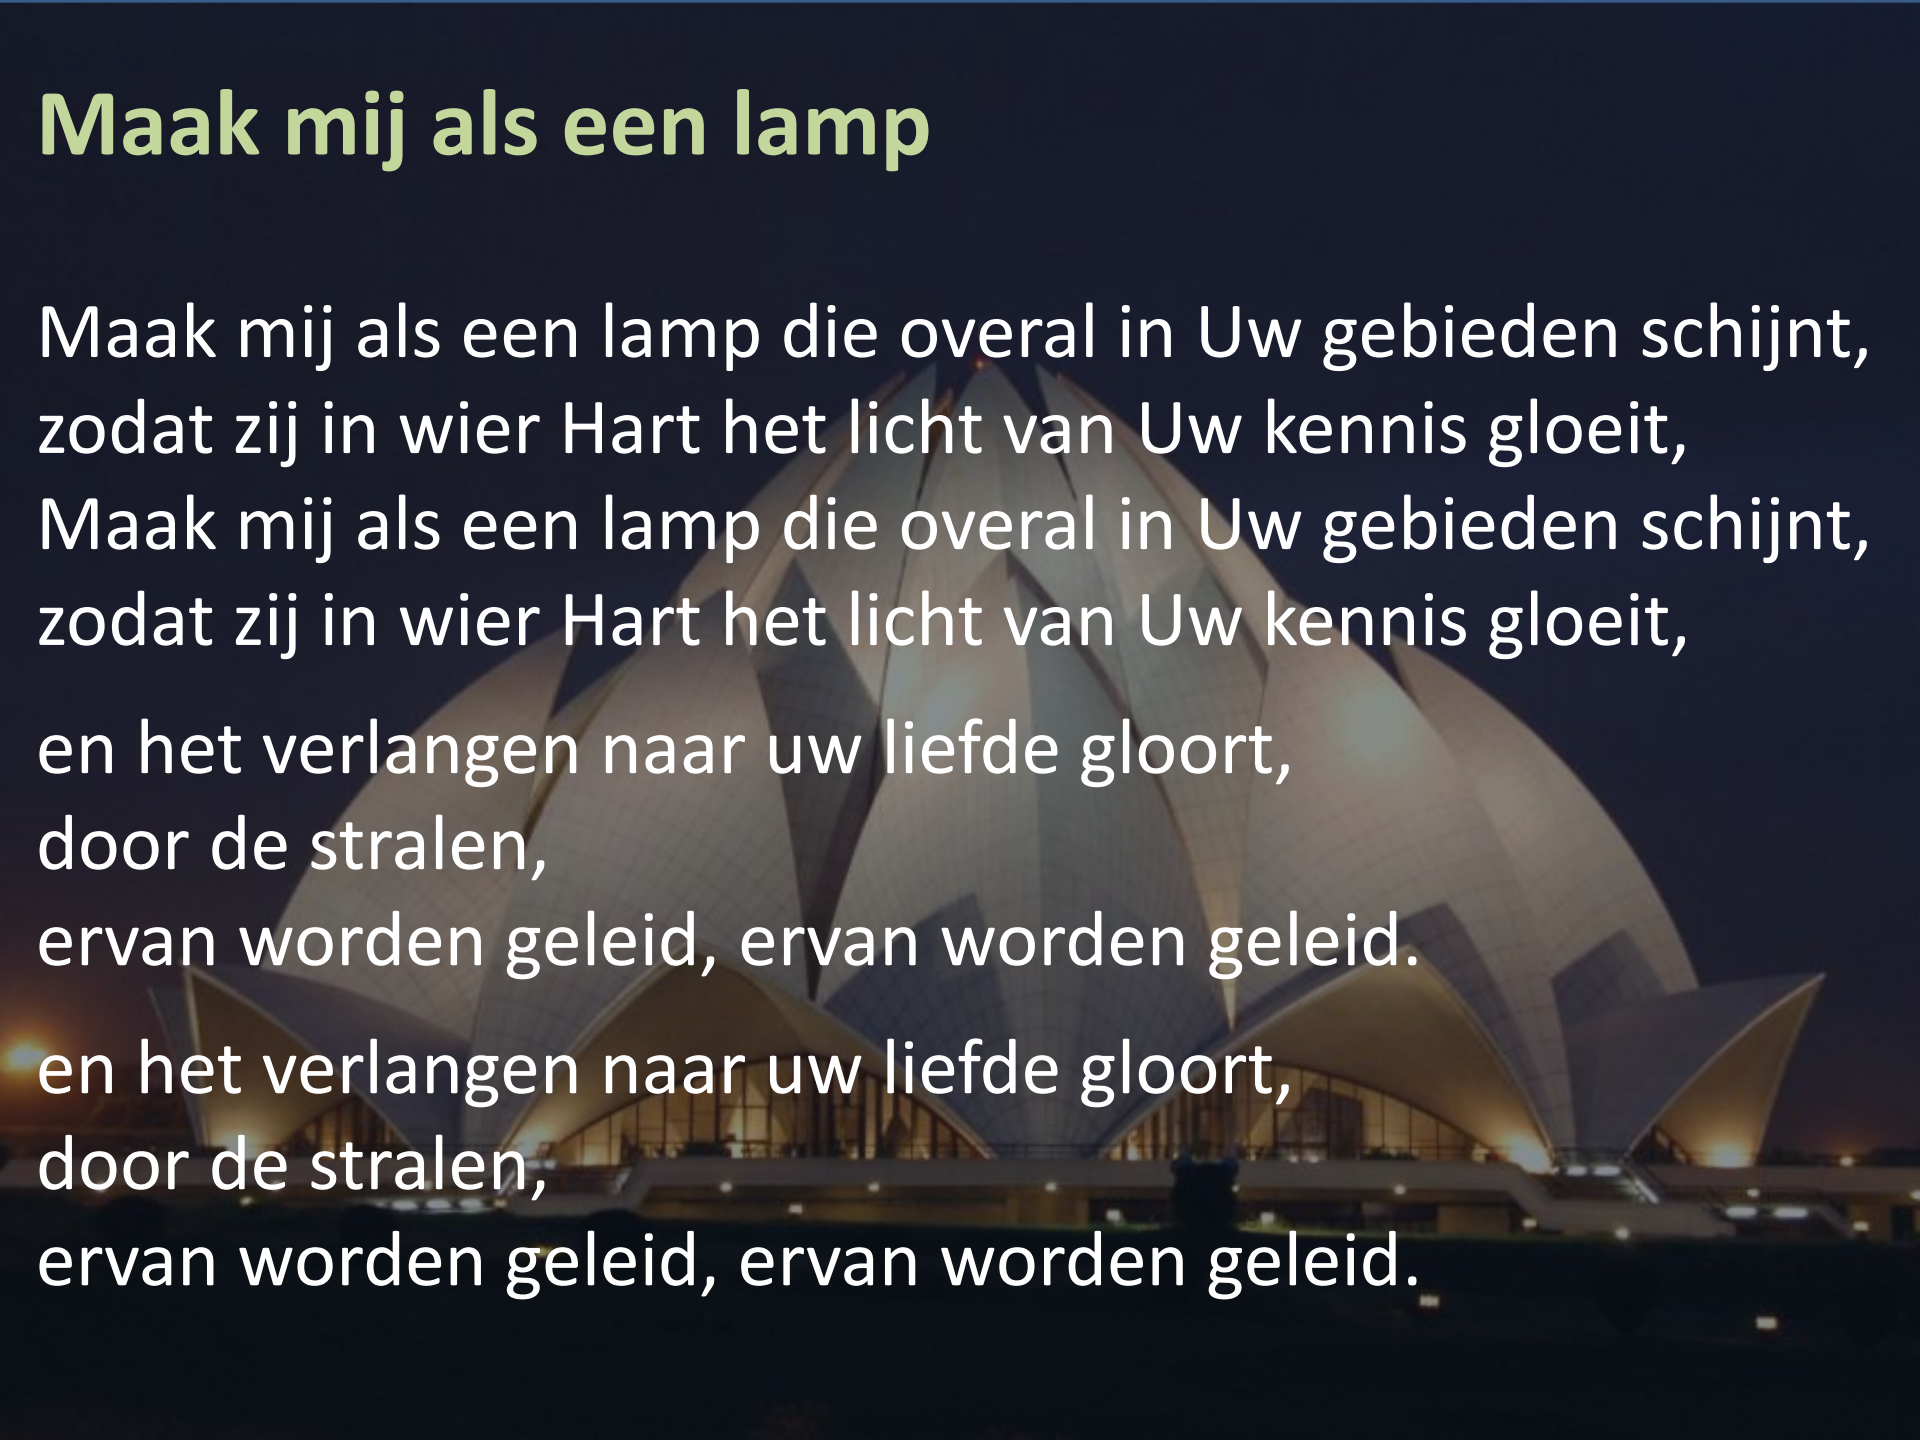 Maak mij als een lamp
Maak mij als een lamp die overal in Uw gebieden schijnt,
zodat zij in wier Hart het licht van Uw kennis gloeit,
Maak mij als een lamp die overal in Uw gebieden schijnt,
zodat zij in wier Hart het licht van Uw kennis gloeit,
en het verlangen naar uw liefde gloort,
door de stralen,
ervan worden geleid, ervan worden geleid.
en het verlangen naar uw liefde gloort,
door de stralen,
ervan worden geleid, ervan worden geleid.